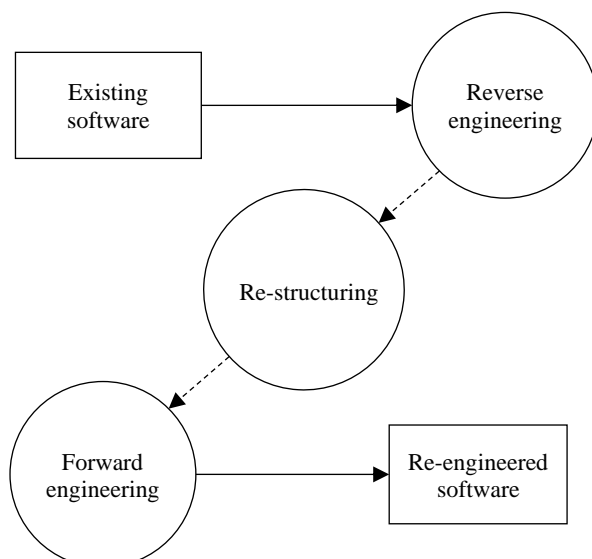 Existing
software
Reverse
engineering
Re-structuring
Forward
engineering
Re-engineered
software